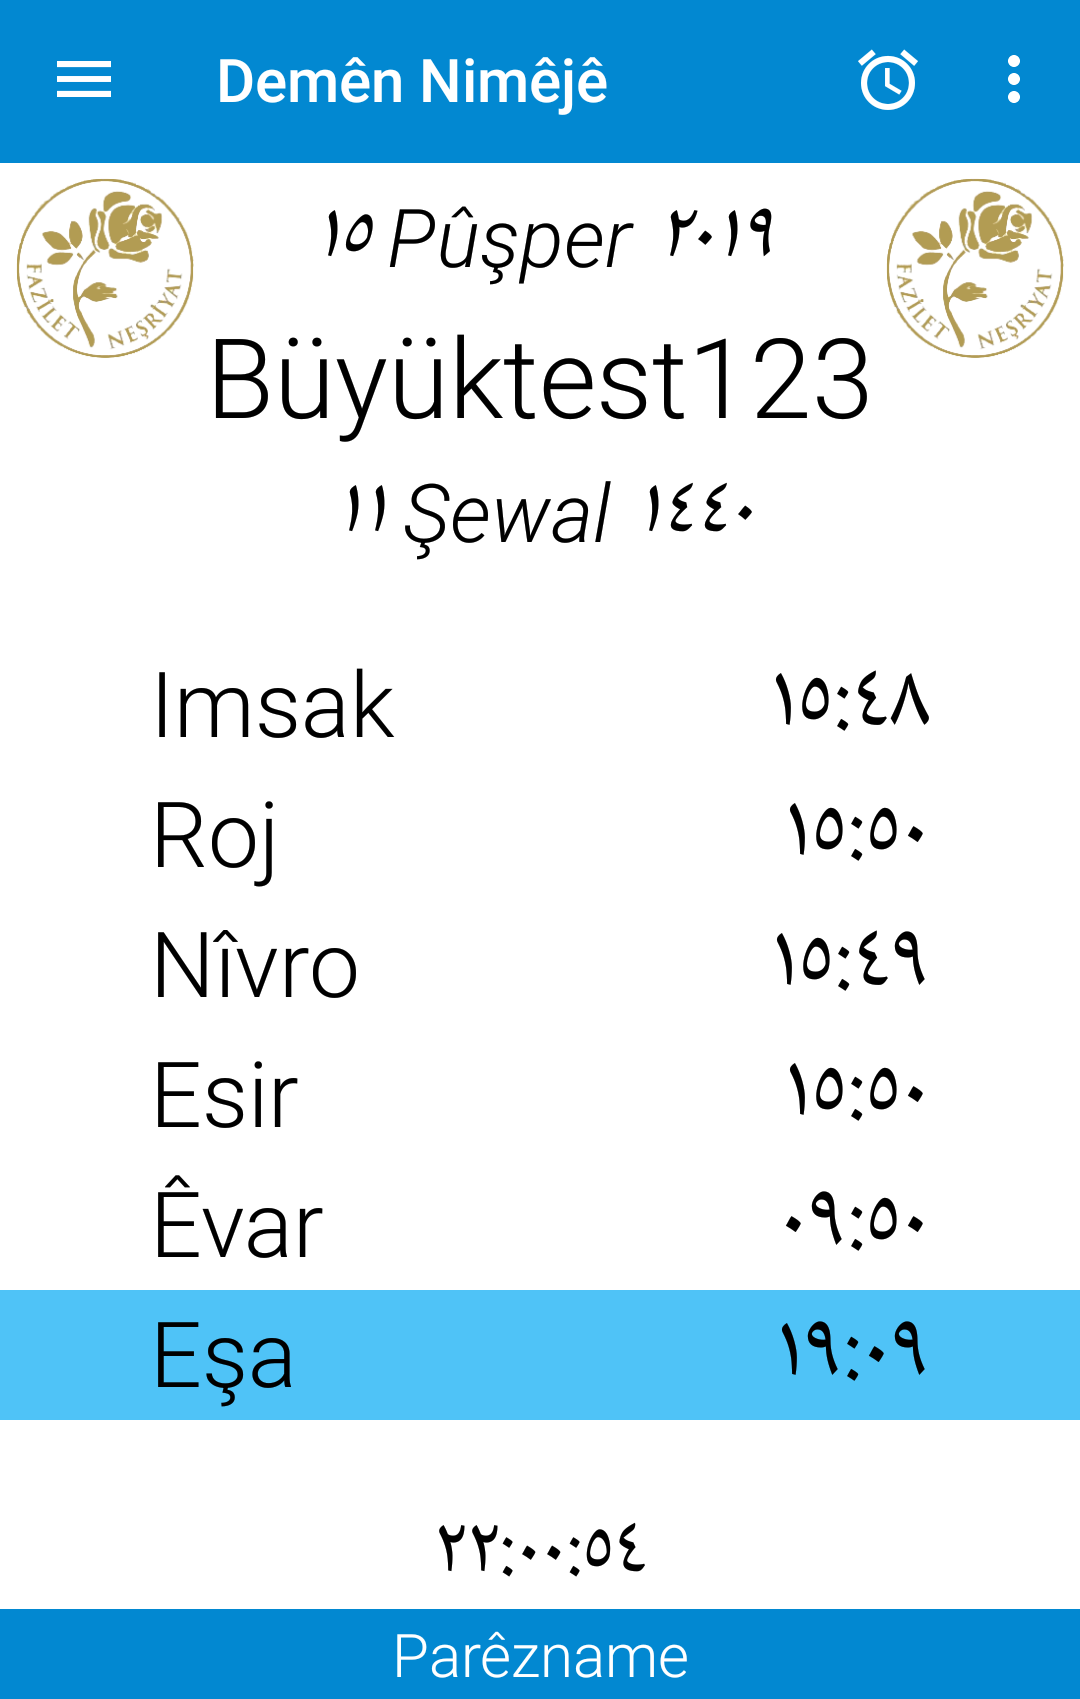 Demên Nimêjê
FAZİLET NEŞRİYAT
١٥ Pûşper ٢٠١٩
FAZİLET NEŞRİYAT
Büyüktest123
١١ Şewal ١٤٤٠
Imsak ١٥:٤٨
Roj ١٥:٥٠
Nîvro ١٥:٤٩
Esir ١٥:٥٠
Êvar ٠٩:٥٠
Eşa ١٩:٠٩
٢٢:٠٠:٥٤
Parêzname